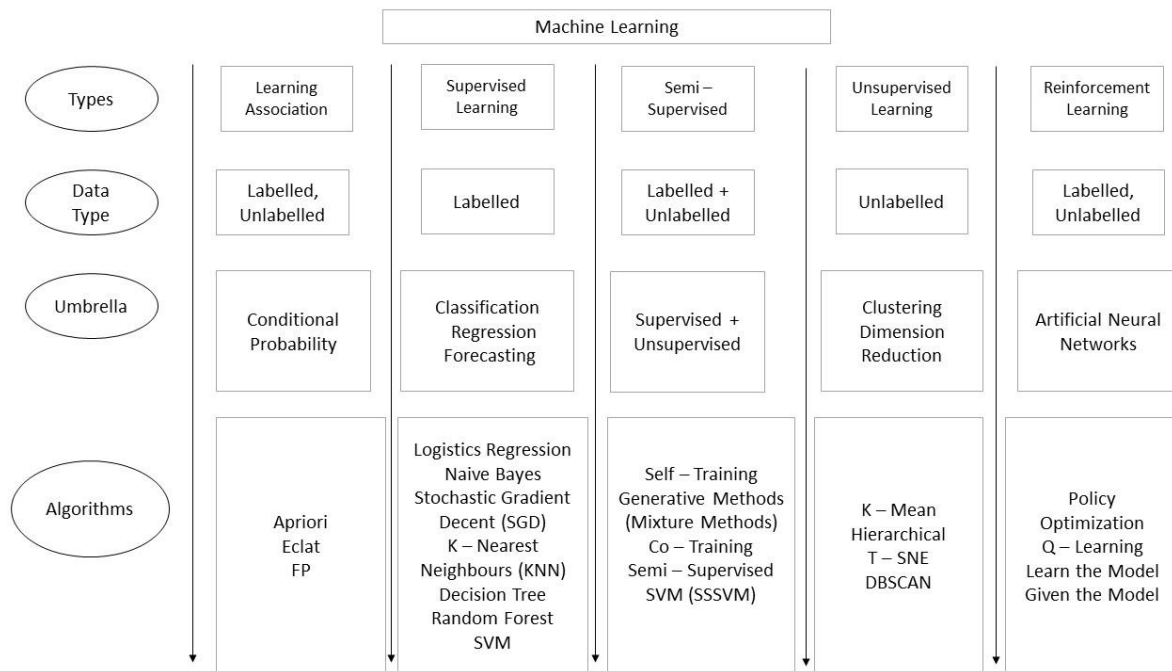 Machine Learning
Types
Learning
Association
Supervised
Learning
Semi –
Supervised
Unsupervised
Learning
Reinforcement
Learning
Data
Type
Labelled,
Unlabelled
Labelled
Labelled +
Unlabelled
Unlabelled
Labelled,
Unlabelled
Umbrella
Conditional
Probability
Classification
Regression
Forecasting
Supervised +
Unsupervised
Clustering
Dimension
Reduction
Artificial Neural
Networks
Algorithms
Apriori
Eclat
FP
Logistics Regression
Naive Bayes
Stochastic Gradient
Decent (SGD)
K – Nearest
Neighbours (KNN)
Decision Tree
Random Forest
SVM
Self – Training
Generative Methods
(Mixture Methods)
Co – Training
Semi – Supervised
SVM (SSSVM)
K – Mean
Hierarchical
T – SNE
DBSCAN
Policy
Optimization
Q – Learning
Learn the Model
Given the Model